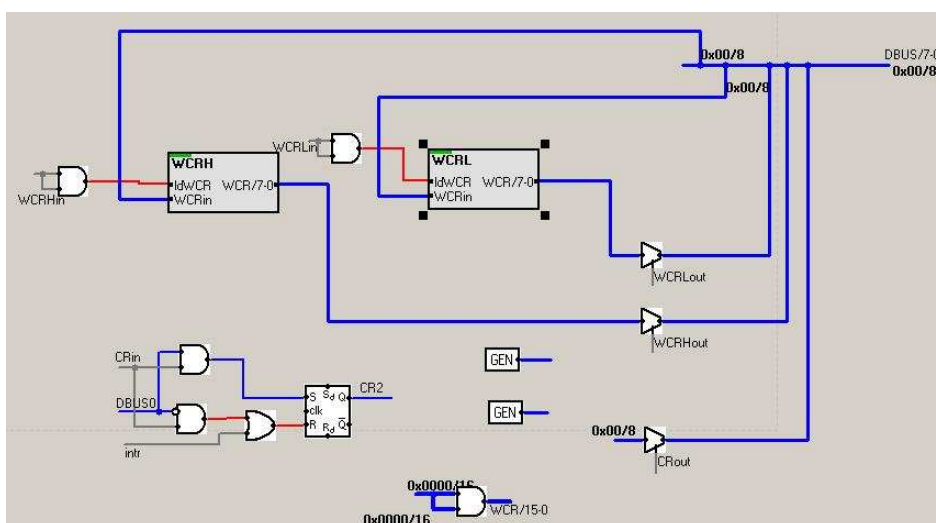 0x00/8
DBUS/7-0
0x00/8
0x00/8
WCRLin
WCRH
WCRL
ldWCR
WCR/7-0
WCRin
ldWCR
WCR/7-0
WCRin
WCRHin
WCRLout
WCRHout
CRin
GEN
DBUS0
S
Sd
Q
clk
R
Rd
Q
CR2
GEN
intr
0x00/8
CRout
0x0000/16
WCR/15-0
0x0000/16